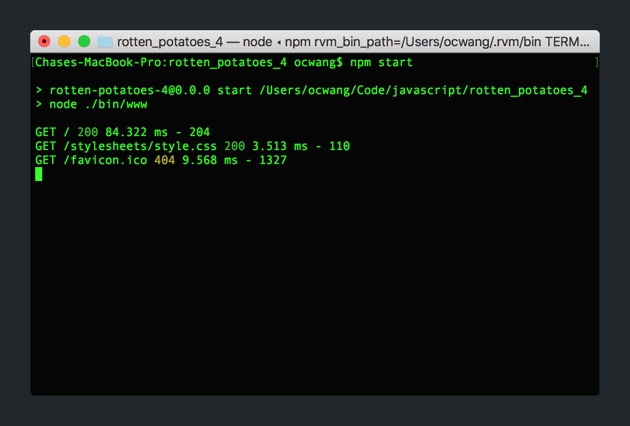 rotten_potatoes_4 — node ◂ npm rvm_bin_path=/Users/ocwang/.rvm/bin TERM...
[Chases-MacBook-Pro:rotten_potatoes_4 ocwang$ npm start ]
> rotten-potatoes-4@0.0.0 start /Users/ocwang/Code/javascript/rotten_potatoes_4
> node ./bin/www
GET / 200 84.322 ms - 204
GET /stylesheets/style.css 200 3.513 ms - 110
GET /favicon.ico 404 9.568 ms - 1327